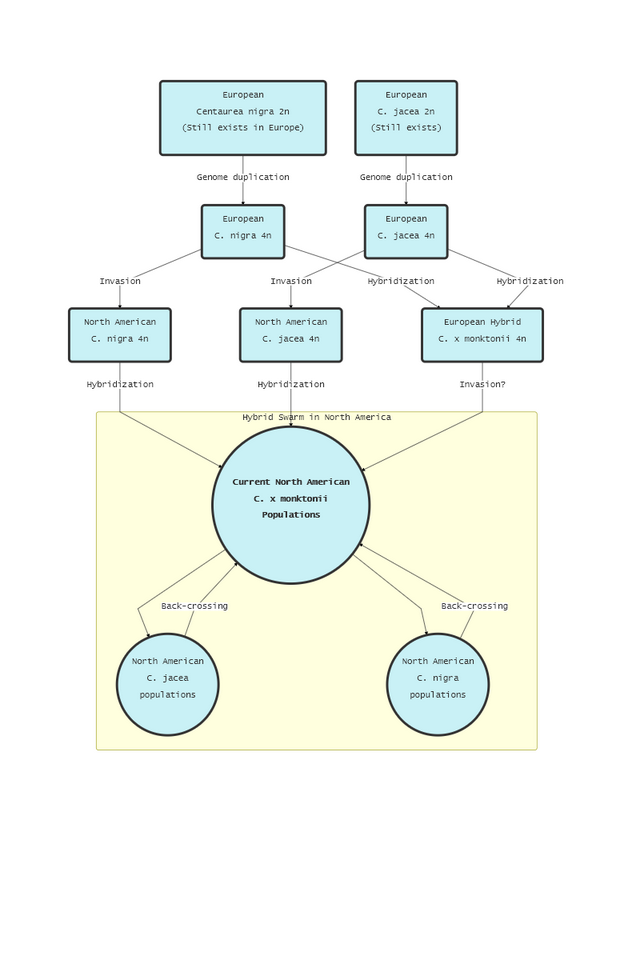 European
Centaurea nigra 2n
(Still exists in Europe)
European
C. jacea 2n
(Still exists)
Genome duplication
Genome duplication
European
C. nigra 4n
European
C. jacea 4n
Invasion
Invasion
Hybridization
Hybridization
North American
C. nigra 4n
North American
C. jacea 4n
European Hybrid
C. x monktonii 4n
Hybridization
Hybridization
Invasion?
Hybrid Swarm in North America
Current North American
C. x monktonii
Populations
Back-crossing
Back-crossing
North American
C. jacea
populations
North American
C. nigra
populations